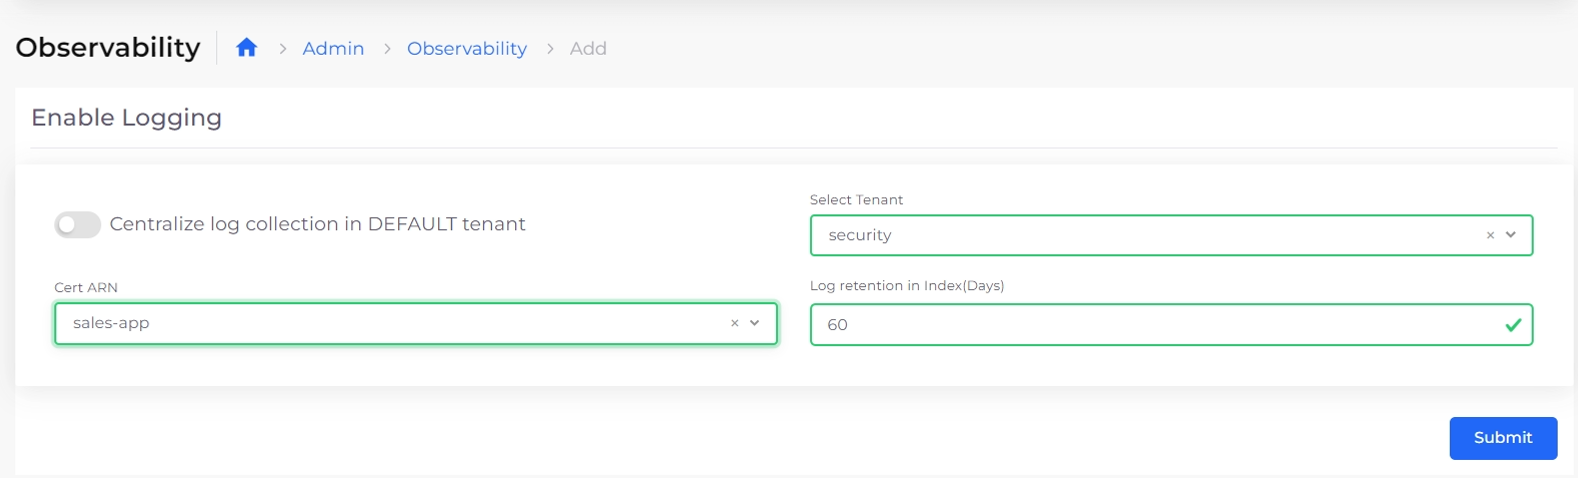 Observability
Admin > Observability > Add
Enable Logging
Centralize log collection in DEFAULT tenant
Select Tenant
security
Cert ARN
sales-app
Log retention in Index(Days)
60
Submit